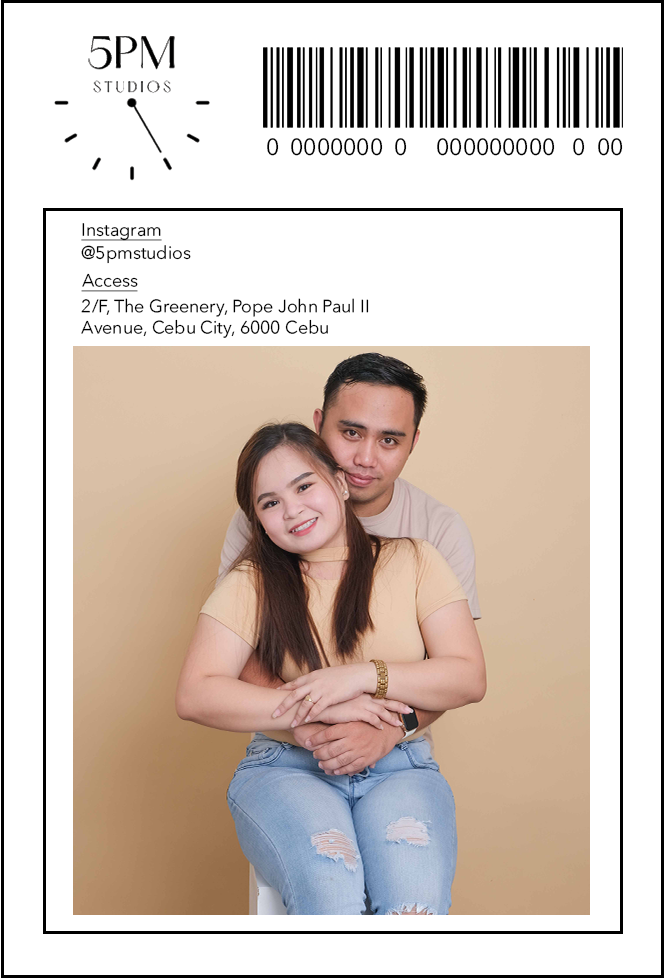 5PM
STUDIOS
0 0000000 0 000000000 0 00
Instagram
@5pmstudios
Access
2/F, The Greenery, Pope John Paul II
Avenue, Cebu City, 6000 Cebu